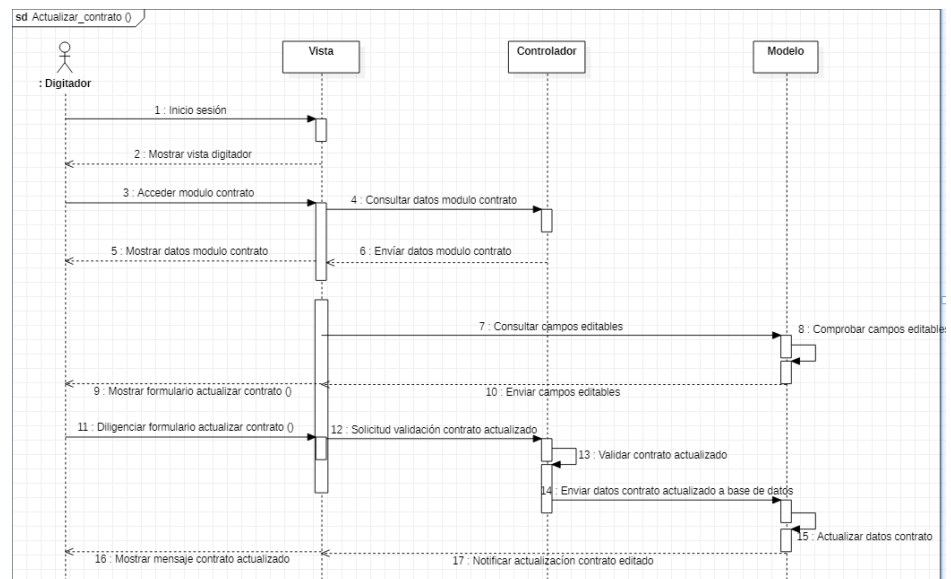 sd Actualizar_contrato ()
Vista
Controlador
Modelo
: Digitador
1 : Inicio sesión
2 : Mostrar vista digitador
3 : Acceder modulo contrato
4 : Consultar datos modulo contrato
5 : Mostrar datos modulo contrato
6 : Envíar datos modulo contrato
7 : Consultar campos editables
8 : Comprobar campos editables
9 : Mostrar formulario actualizar contrato ()
10 : Enviar campos editables
11 : Diligenciar formulario actualizar contrato ()
12 : Solicitud validación contrato actualizado
13 : Validar contrato actualizado
14 : Enviar datos contrato actualizado a base de datos
15 : Actualizar datos contrato
16 : Mostrar mensaje contrato actualizado
17 : Notificar actualizacíon contrato editado